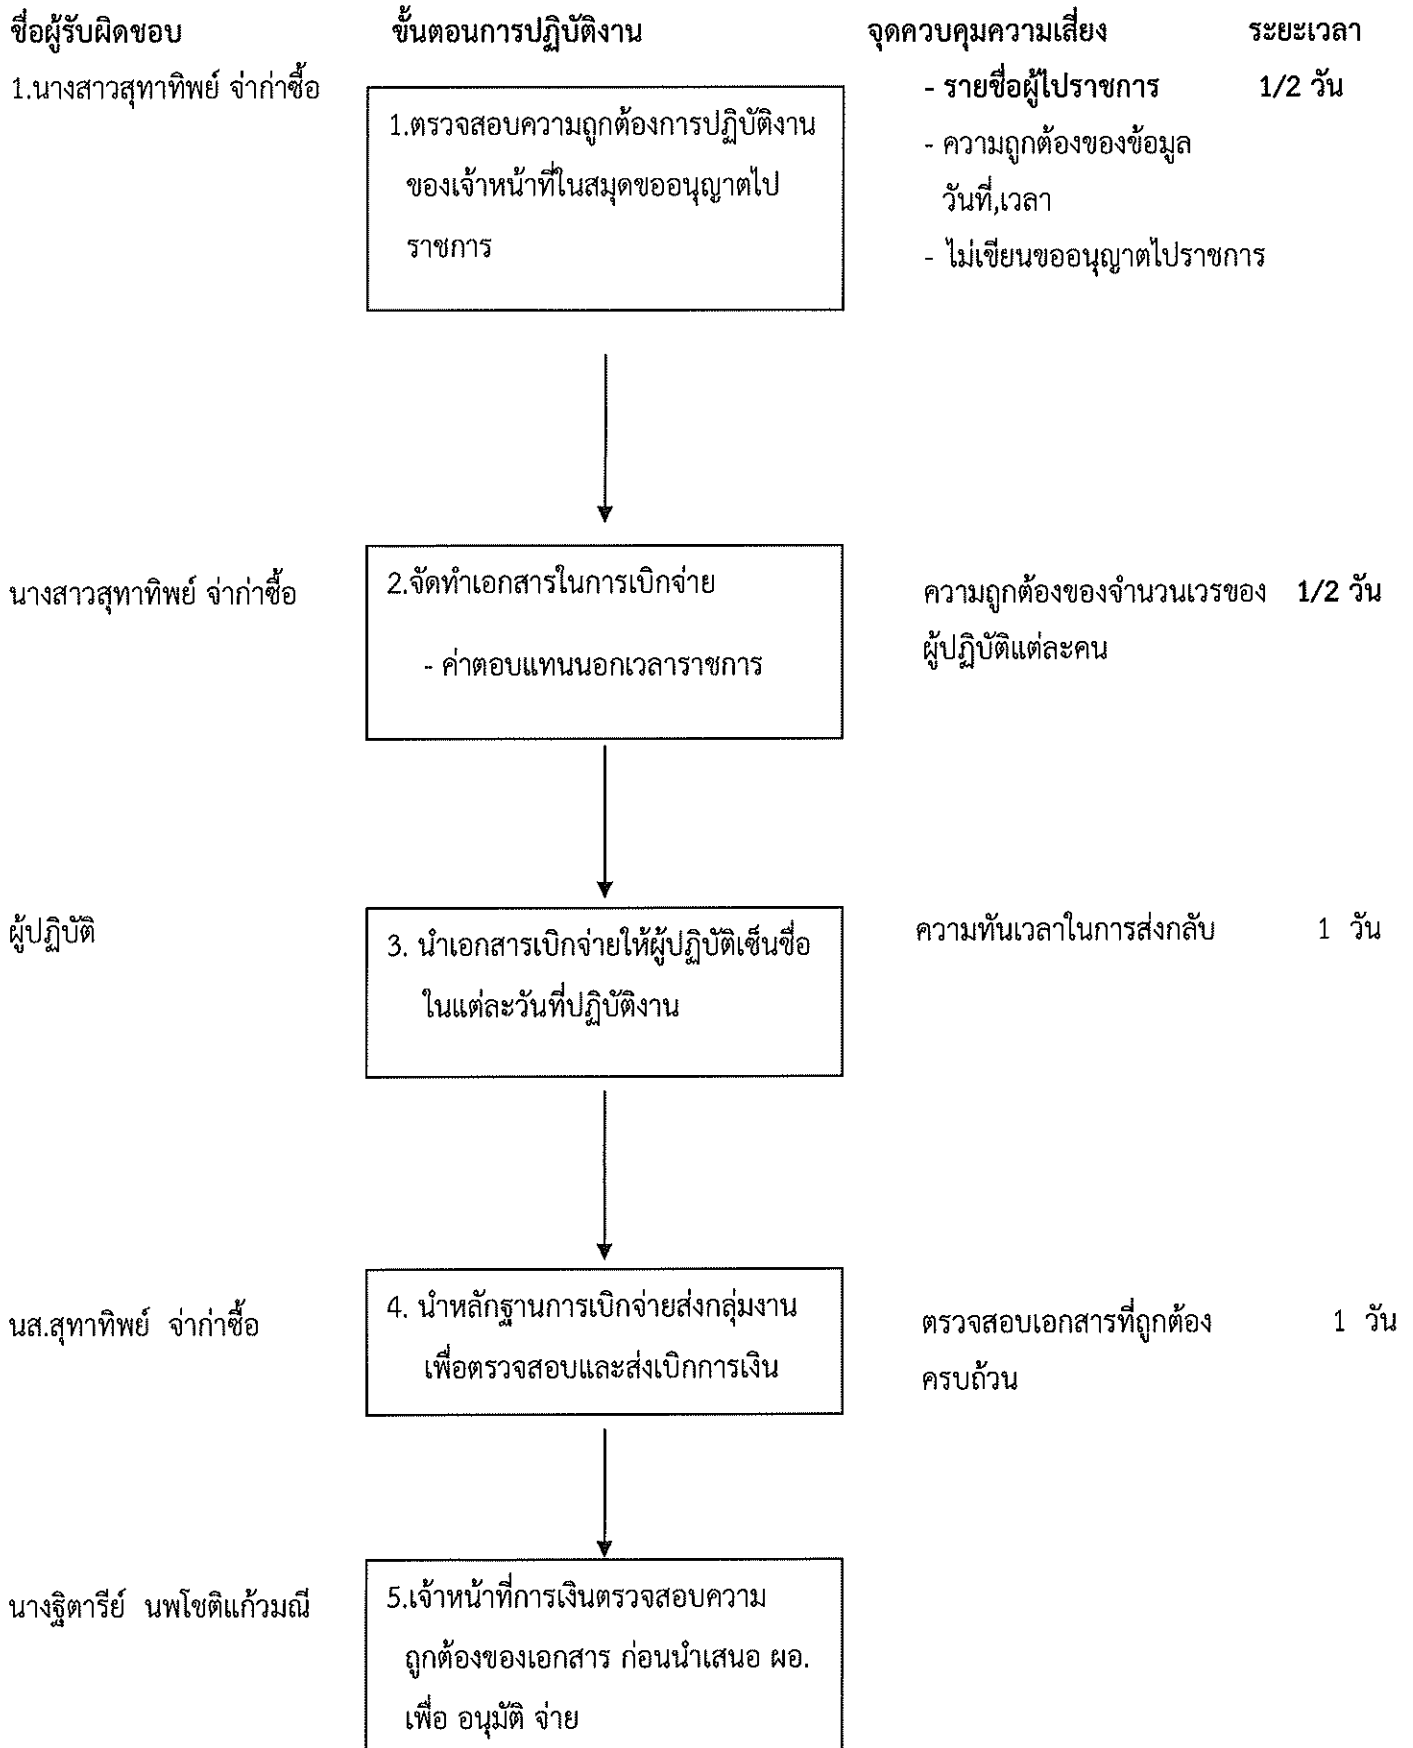 ชื่อผู้รับผิดชอบ ขั้นตอนการปฏิบัติงาน จุดควบคุมความเสี่ยง ระยะเวลา
1.นางสาวสุทาทิพย์ จ่าก่าซื้อ
1.ตรวจสอบความถูกต้องการปฏิบัติงาน
ของเจ้าหน้าที่ในสมุดขออนุญาตไป
ราชการ
- รายชื่อผู้ไปราชการ 1/2 วัน
- ความถูกต้องของข้อมูล
วันที่,เวลา
- ไม่เขียนขออนุญาตไปราชการ
นางสาวสุทาทิพย์ จ่าก่าซื้อ
2.จัดทำเอกสารในการเบิกจ่าย
- ค่าตอบแทนนอกเวลาราชการ
ความถูกต้องของจำนวนเวรของ 1/2 วัน
ผู้ปฏิบัติแต่ละคน
ผู้ปฏิบัติ
3. นำเอกสารเบิกจ่ายให้ผู้ปฏิบัติเซ็นชื่อ
ในแต่ละวันที่ปฏิบัติงาน
ความทันเวลาในการส่งกลับ 1 วัน
นส.สุทาทิพย์ จ่าก่าซื้อ
4. นำหลักฐานการเบิกจ่ายส่งกลุ่มงาน
เพื่อตรวจสอบและส่งเบิกการเงิน
ตรวจสอบเอกสารที่ถูกต้อง 1 วัน
ครบถ้วน
นางฐิตารีย์ นพโชติแก้วมณี
5.เจ้าหน้าที่การเงินตรวจสอบความ
ถูกต้องของเอกสาร ก่อนนำเสนอ ผอ.
เพื่อ อนุมัติ จ่าย